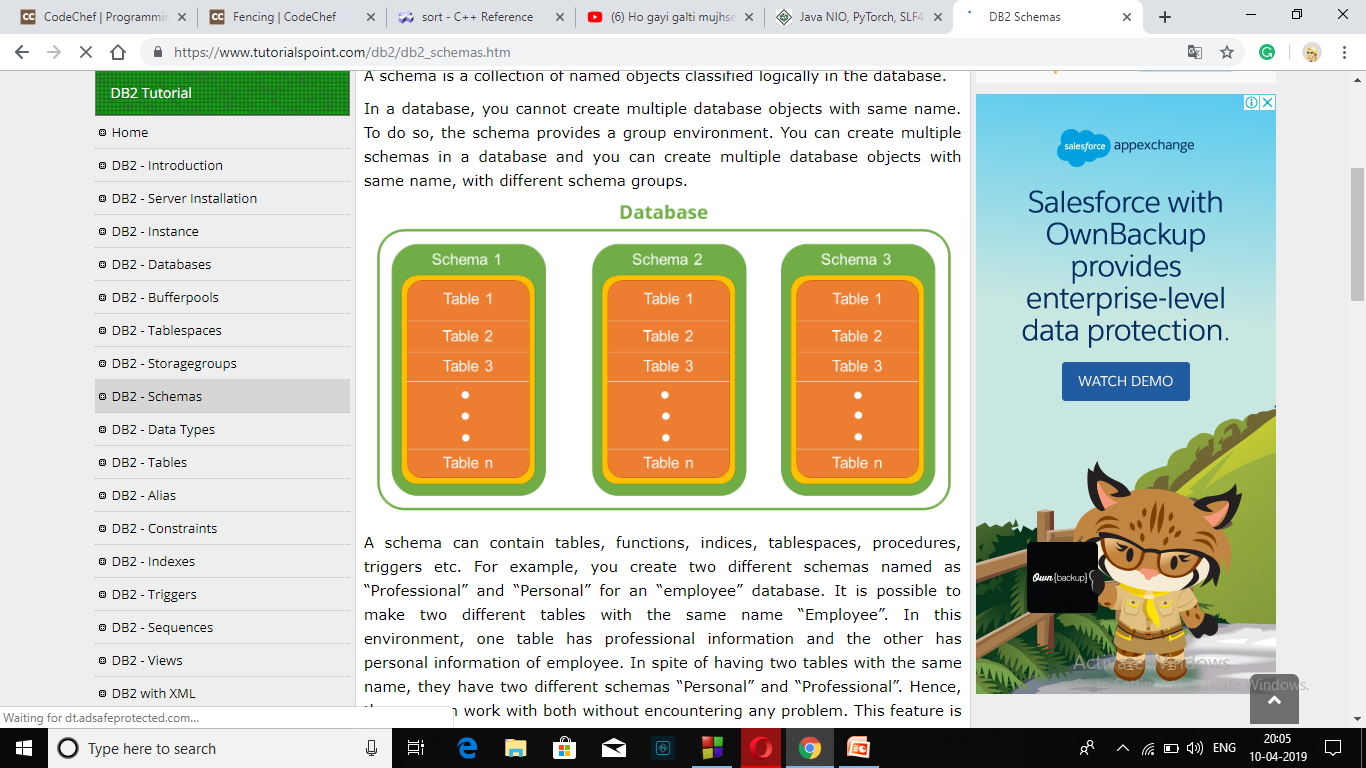 CodeChef | Programmin
Fencing | CodeChef
sort - C++ Reference
(6) Ho gayi galti mujhse
Java NIO, PyTorch, SLF4
DB2 Schemas
https://www.tutorialspoint.com/db2/db2_schemas.htm
DB2 Tutorial
Home
DB2 - Introduction
DB2 - Server Installation
DB2 - Instance
DB2 - Databases
DB2 - Bufferpools
DB2 - Tablespaces
DB2 - Storagegroups
DB2 - Schemas
DB2 - Data Types
DB2 - Tables
DB2 - Alias
DB2 - Constraints
DB2 - Indexes
DB2 - Triggers
DB2 - Sequences
DB2 - Views
DB2 with XML
A schema is a collection of named objects classified logically in the database.
In a database, you cannot create multiple database objects with same name.
To do so, the schema provides a group environment. You can create multiple
schemas in a database and you can create multiple database objects with
same name, with different schema groups.
Database
Schema 1
Table 1
Table 2
Table 3
Table n
Schema 2
Table 1
Table 2
Table 3
Table n
Schema 3
Table 1
Table 2
Table 3
Table n
A schema can contain tables, functions, indices, tablespaces, procedures,
triggers etc. For example, you create two different schemas named as
“Professional” and “Personal” for an “employee” database. It is possible to
make two different tables with the same name “Employee”. In this
environment, one table has professional information and the other has
personal information of employee. In spite of having two tables with the same
name, they have two different schemas “Personal” and “Professional”. Hence,
work with both without encountering any problem. This feature is
salesforce appexchange
Salesforce with
OwnBackup
provides
enterprise-level
data protection.
WATCH DEMO
Own{backup}
Activate Windows
Windows.
Waiting for dt.adsafeprotected.com...
Type here to search
ENG
20:05
10-04-2019